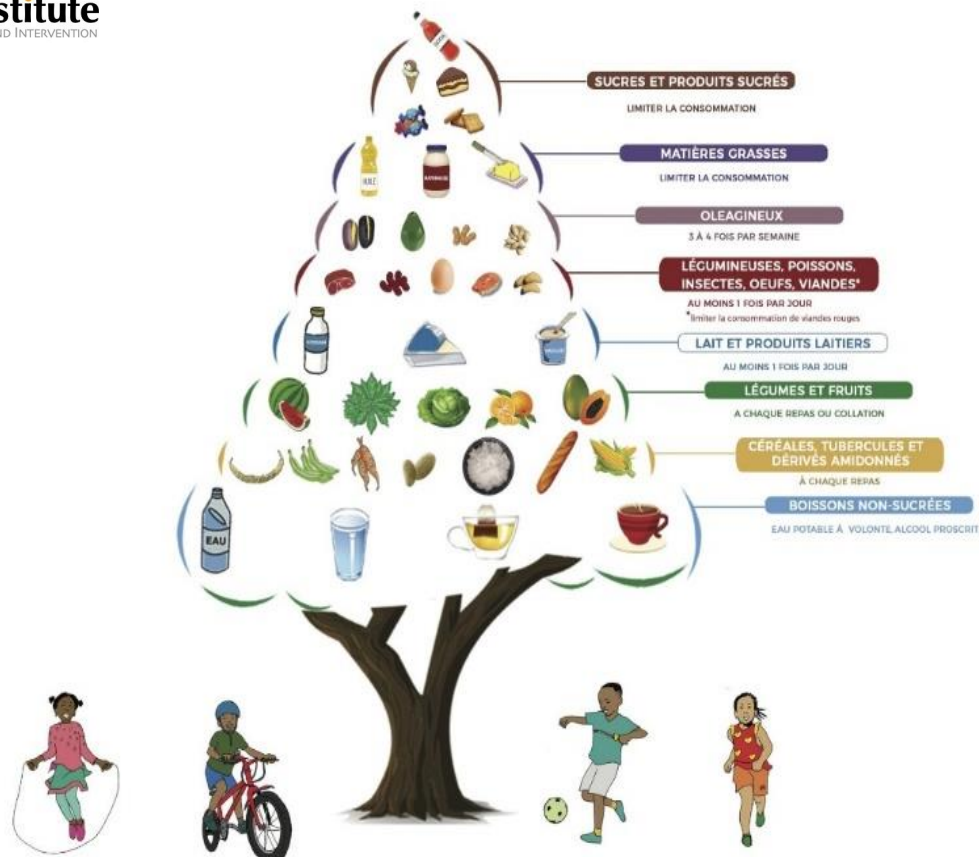 stitute
ND INTERVENTION
SUCRES ET PRODUITS SUCRÉS
LIMITER LA CONSOMMATION
MATIÈRES GRASSES
LIMITER LA CONSOMMATION
HUILE
OLEAGINEUX
3 À 4 FOIS PAR SEMAINE
LÉGUMINEUSES, POISSONS,
INSECTES, OEUFS, VIANDES*
AU MOINS 1 FOIS PAR JOUR
*limiter la consommation de viandes rouges
LAIT ET PRODUITS LAITIERS
AU MOINS 1 FOIS PAR JOUR
LÉGUMES ET FRUITS
A CHAQUE REPAS OU COLLATION
CÉRÉALES, TUBERCULES ET
DÉRIVÉS AMIDONNÉS
À CHAQUE REPAS
BOISSONS NON-SUCRÉES
EAU POTABLE À VOLONTE, ALCOOL PROSCRIT
EAU